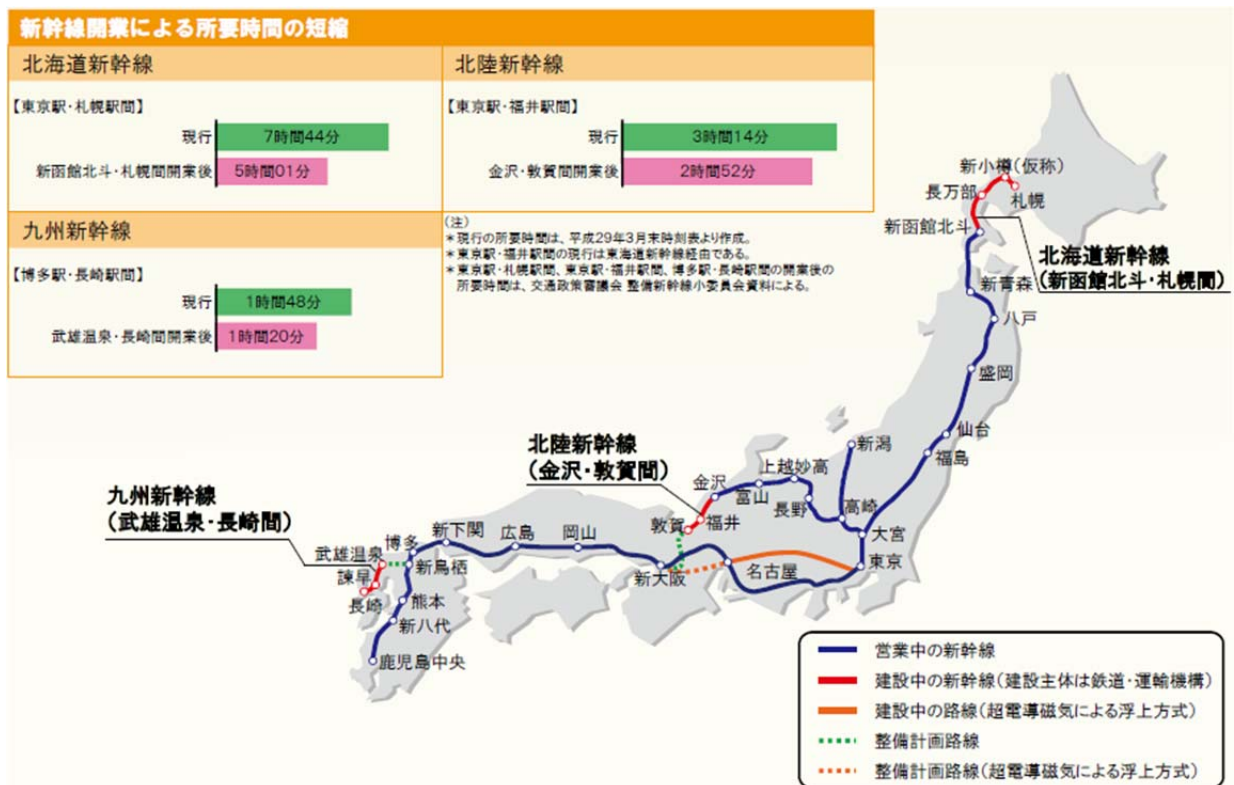 新幹線開業による所要時間の短縮
北海道新幹線
【東京駅・札幌駅間】
現行
7時間44分
新函館北斗・札幌間開業後
5時間01分
北陸新幹線
【東京駅・福井駅間】
現行
3時間14分
金沢・敦賀間開業後
2時間52分
九州新幹線
【博多駅・長崎駅間】
現行
1時間48分
武雄温泉・長崎間開業後
1時間20分
(注)
*現行の所要時間は、平成29年3月末時刻表より作成。
*東京駅・福井駅間の現行は東海道新幹線経由である。
*東京駅・札幌駅間、東京駅・福井駅間、博多駅・長崎駅間の開業後の
所要時間は、交通政策審議会 整備新幹線小委員会資料による。
新小樽(仮称)
長万部
札幌
新函館北斗
北海道新幹線
(新函館北斗・札幌間)
新青森
八戸
盛岡
仙台
福島
新潟
北陸新幹線
(金沢・敦賀間)
上越妙高
金沢
富山
長野
高崎
敦賀
福井
大宮
東京
名古屋
新大阪
岡山
広島
新下関
九州新幹線
(武雄温泉・長崎間)
博多
武雄温泉
新鳥栖
諫早
長崎
熊本
新八代
鹿児島中央
営業中の新幹線
建設中の新幹線(建設主体は鉄道・運輸機構)
建設中の路線(超電導磁気による浮上方式)
整備計画路線
整備計画路線(超電導磁気による浮上方式)